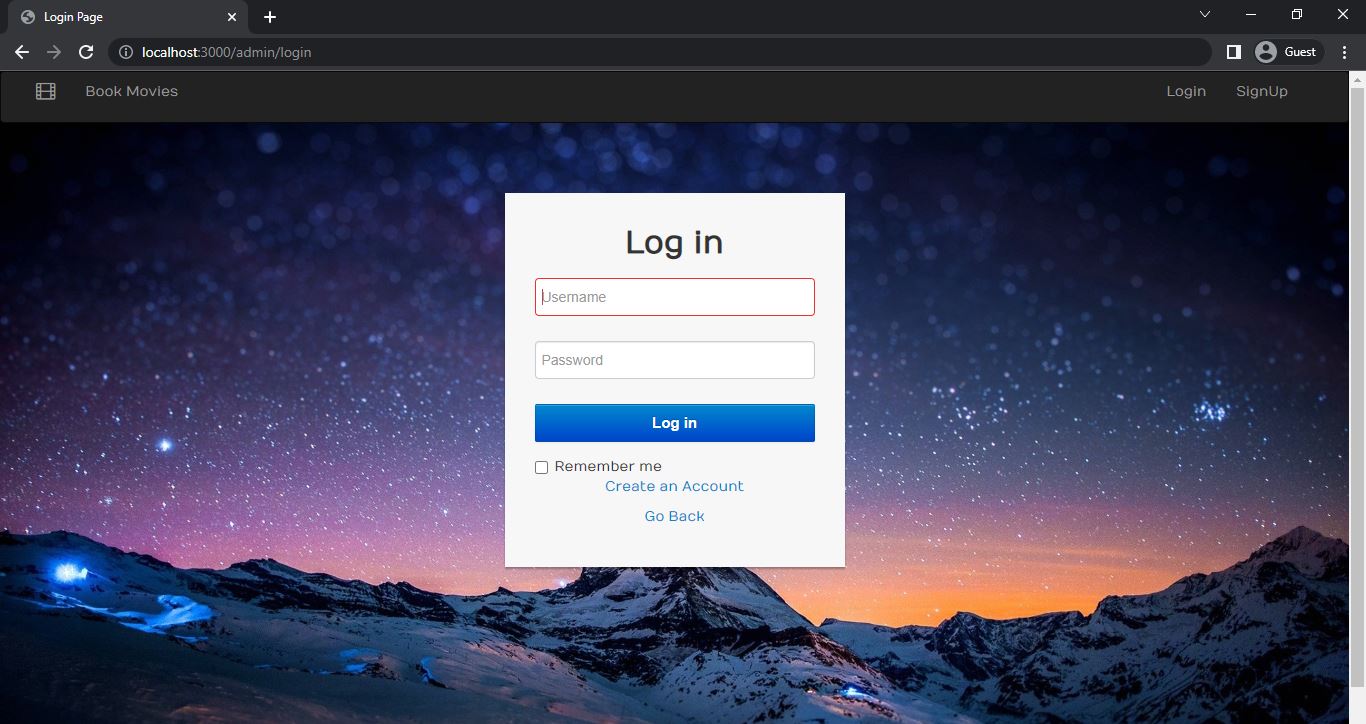 Login Page
localhost:3000/admin/login
Guest
Book Movies
Login
SignUp
Log in
Username
Password
Log in
Remember me
Create an Account
Go Back